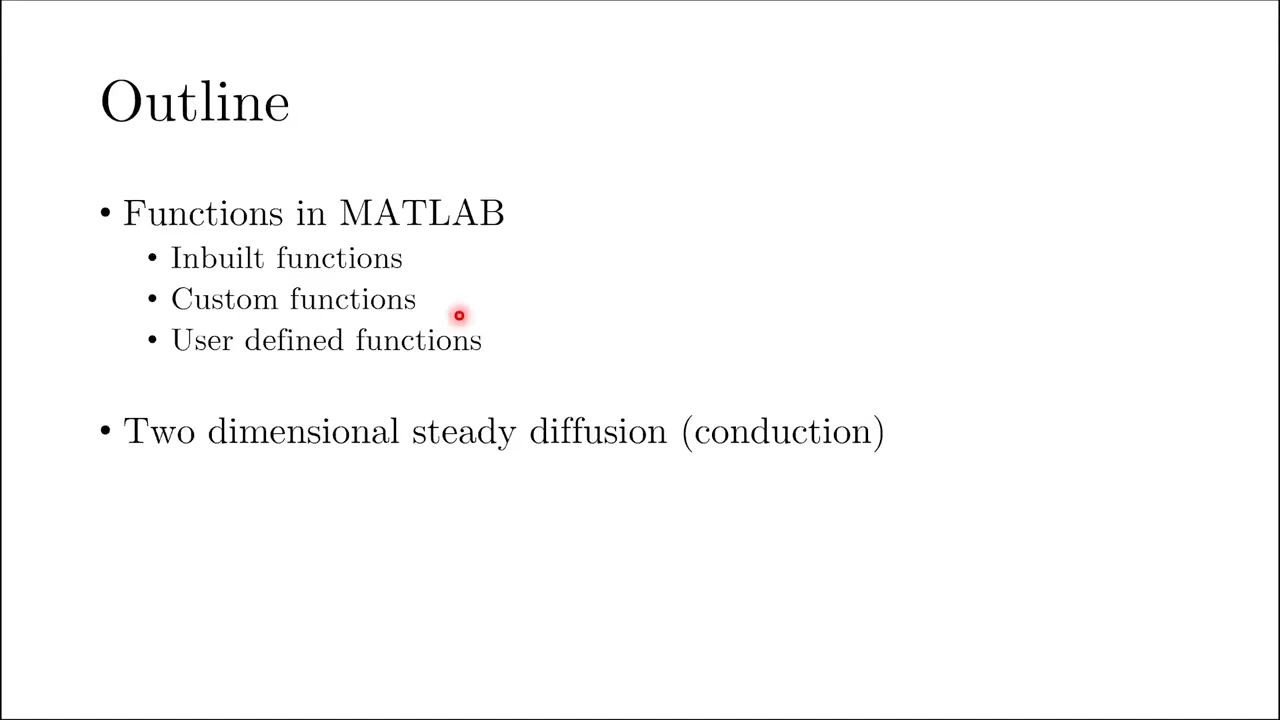 Outline
• Functions in MATLAB
• Inbuilt functions
• Custom functions
• User defined functions
• Two dimensional steady diffusion (conduction)